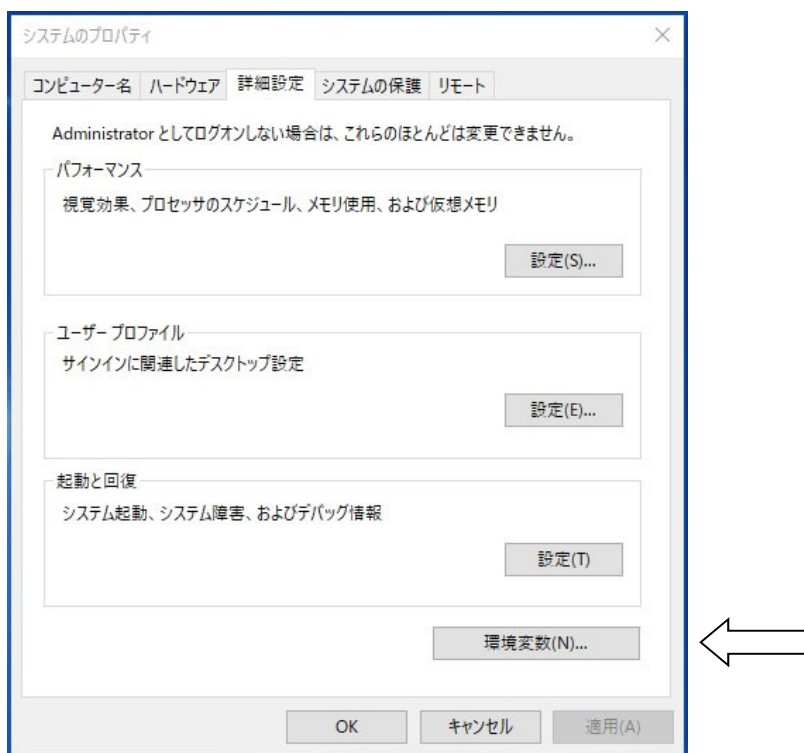 システムのプロパティ
コンピューター名 ハードウェア 詳細設定 システムの保護 リモート
Administrator としてログオンしない場合は、これらのほとんどは変更できません。
パフォーマンス
視覚効果、プロセッサのスケジュール、メモリ使用、および仮想メモリ
設定(S)...
ユーザー プロファイル
サインインに関連したデスクトップ設定
設定(E)...
起動と回復
システム起動、システム障害、およびデバッグ情報
設定(T)
環境変数(N)...
OK キャンセル 適用(A)